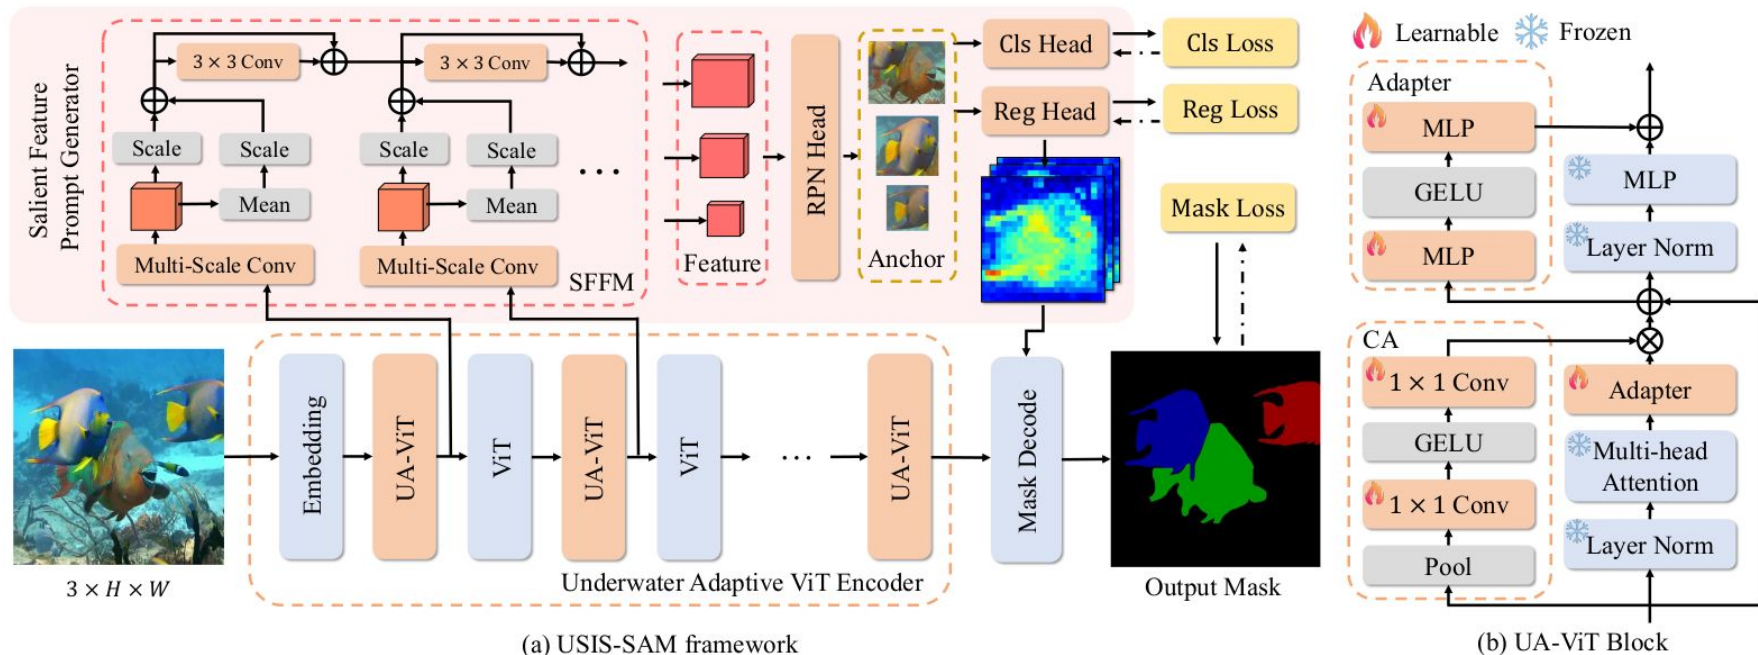 Salient Feature
Prompt Generator
3 × 3 Conv
3 × 3 Conv
Scale
Scale
Scale
Scale
Mean
Mean
. . .
Multi-Scale Conv
Multi-Scale Conv
SFFM
Feature
RPN Head
Anchor
Cls Head
Cls Loss
Reg Head
Reg Loss
Mask Loss
3 × H × W
Embedding
UA-ViT
ViT
UA-ViT
ViT
. . .
UA-ViT
Underwater Adaptive ViT Encoder
Mask Decode
Output Mask
(a) USIS-SAM framework
Learnable
Frozen
Adapter
MLP
GELU
MLP
MLP
Layer Norm
CA
1 × 1 Conv
GELU
1 × 1 Conv
Pool
Adapter
Multi-head
Attention
Layer Norm
(b) UA-ViT Block